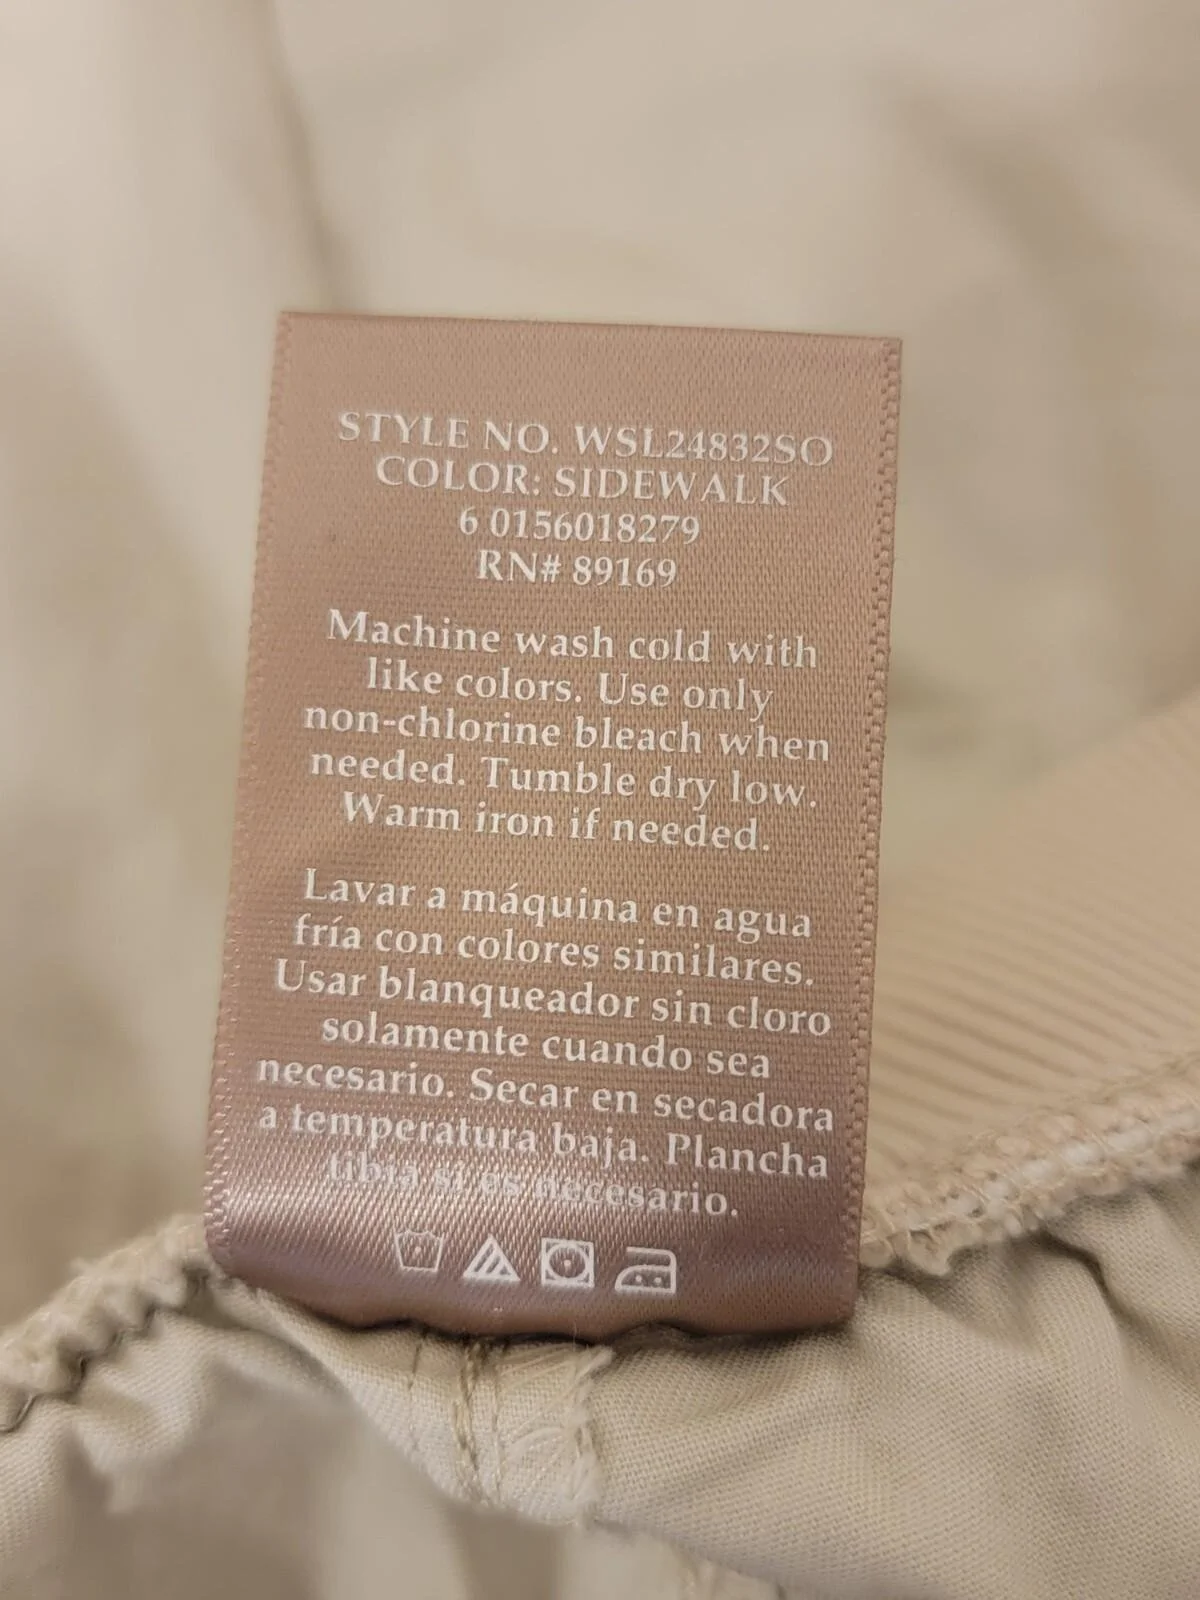 STYLE NO. WSL24832SO
COLOR: SIDEWALK
6 0156018279
RN# 89169
Machine wash cold with
like colors. Use only
non-chlorine bleach when
needed. Tumble dry low.
Warm iron if needed.
Lavar a máquina en agua
fría con colores similares.
Usar blanqueador sin cloro
solamente cuando sea
necesario. Secar en secadora
a temperatura baja. Plancha
tibia si es necesario.